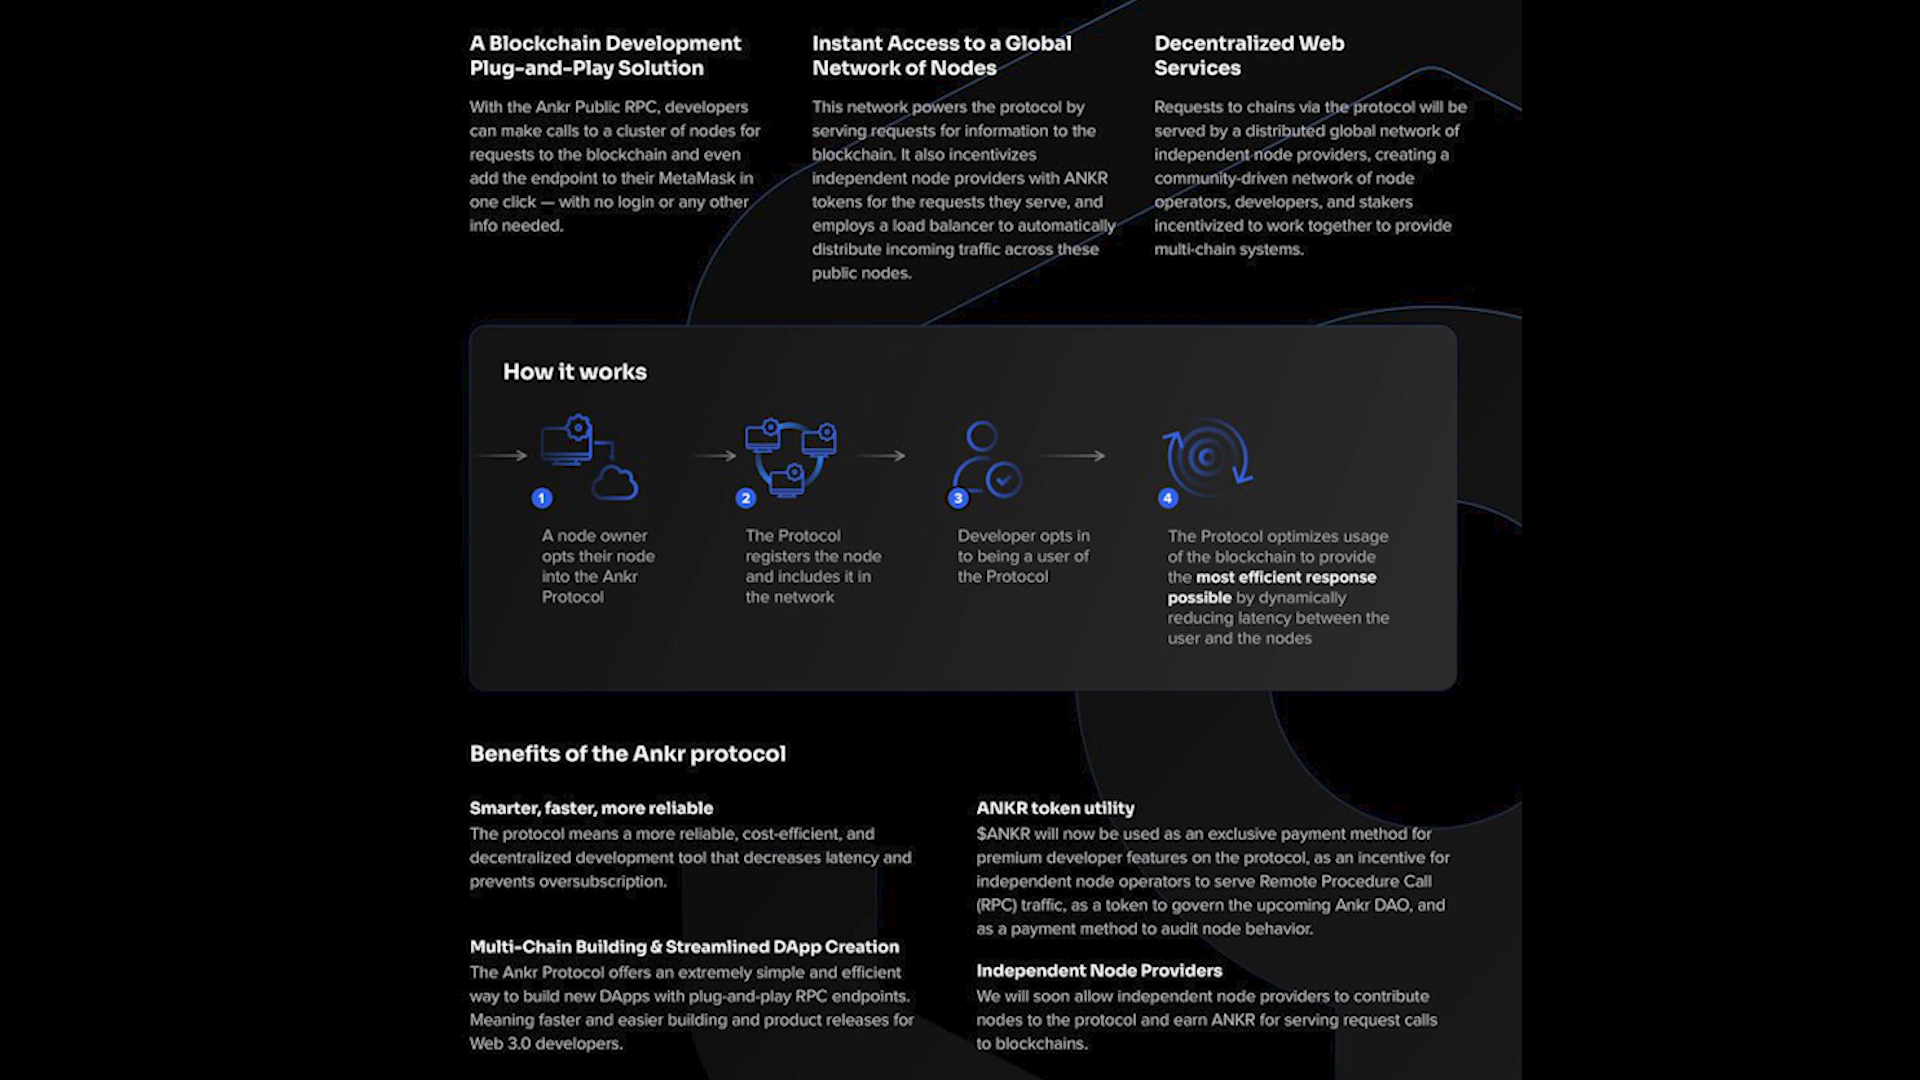 A Blockchain Development
Plug-and-Play Solution
With the Ankr Public RPC, developers
can make calls to a cluster of nodes for
requests to the blockchain and even
add the endpoint to their MetaMask in
one click — with no login or any other
info needed.
Instant Access to a Global
Network of Nodes
This network powers the protocol by
serving requests for information to the
blockchain. It also incentivizes
independent node providers with ANKR
tokens for the requests they serve, and
employs a load balancer to automatically
distribute incoming traffic across these
public nodes.
Decentralized Web
Services
Requests to chains via the protocol will be
served by a distributed global network of
independent node providers, creating a
community-driven network of node
operators, developers, and stakers
incentivized to work together to provide
multi-chain systems.
How it works
1
A node owner
opts their node
into the Ankr
Protocol
2
The Protocol
registers the node
and includes it in
the network
3
Developer opts in
to being a user of
the Protocol
4
The Protocol optimizes usage
of the blockchain to provide
the most efficient response
possible by dynamically
reducing latency between the
user and the nodes
Benefits of the Ankr protocol
Smarter, faster, more reliable
The protocol means a more reliable, cost-efficient, and
decentralized development tool that decreases latency and
prevents oversubscription.
Multi-Chain Building & Streamlined DApp Creation
The Ankr Protocol offers an extremely simple and efficient
way to build new DApps with plug-and-play RPC endpoints.
Meaning faster and easier building and product releases for
Web 3.0 developers.
ANKR token utility
$ANKR will now be used as an exclusive payment method for
premium developer features on the protocol, as an incentive for
independent node operators to serve Remote Procedure Call
(RPC) traffic, as a token to govern the upcoming Ankr DAO, and
as a payment method to audit node behavior.
Independent Node Providers
We will soon allow independent node providers to contribute
nodes to the protocol and earn ANKR for serving request calls
to blockchains.